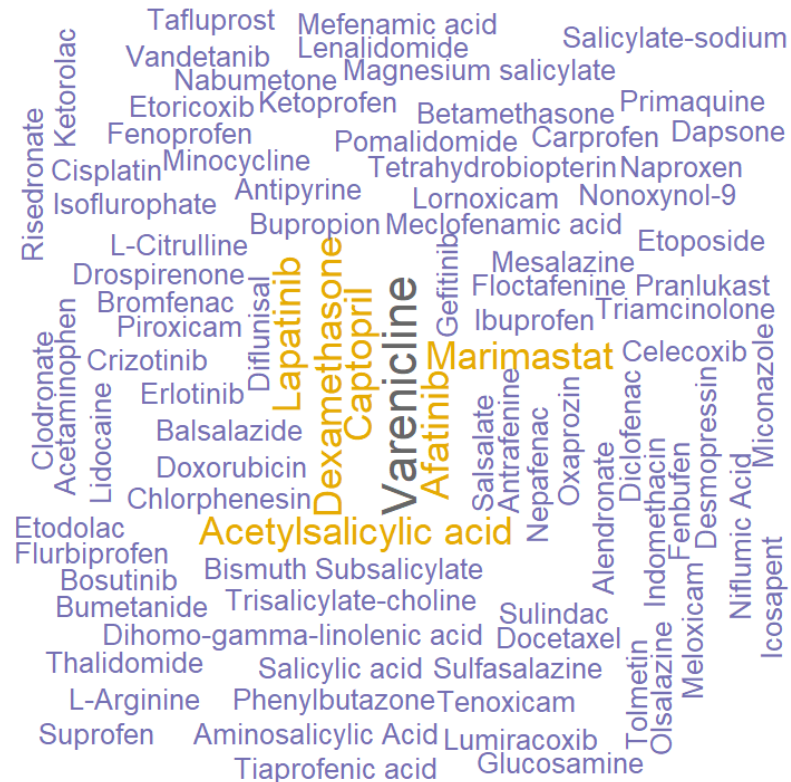 Tafluprost
Mefenamic acid
Salicylate-sodium
Vandetanib
Lenalidomide
Nabumetone
Magnesium salicylate
Ketorolac
Etoricoxib
Ketoprofen
Betamethasone
Primaquine
Fenoprofen
Pomalidomide
Carprofen
Dapsone
Risedronate
Cisplatin
Minocycline
Tetrahydrobiopterin
Naproxen
Isoflurophate
Antipyrine
Lornoxicam
Nonoxynol-9
Bupropion
Meclofenamic acid
L-Citrulline
Etoposide
Drospirenone
Mesalazine
Bromfenac
Floctafenine
Pranlukast
Piroxicam
Ibuprofen
Triamcinolone
Diflunisal
Lapatinib
Dexamethasone
Captopril
Varenicline
Gefitinib
Afatinib
Crizotinib
Marimastat
Celecoxib
Miconazole
Clodronate
Acetaminophen
Lidocaine
Erlotinib
Balsalazide
Doxorubicin
Chlorphenesin
Salsalate
Antrafenine
Nepafenac
Oxaprozin
Alendronate
Diclofenac
Indomethacin
Fenbufen
Desmopressin
Niflumic Acid
Icosapent
Etodolac
Acetylsalicylic acid
Flurbiprofen
Bosutinib
Bismuth Subsalicylate
Bumetanide
Trisalicylate-choline
Sulindac
Dihomo-gamma-linolenic acid
Docetaxel
Thalidomide
Salicylic acid
Sulfasalazine
Tolmetin
Olsalazine
Meloxicam
L-Arginine
Phenylbutazone
Tenoxicam
Suprofen
Aminosalicylic Acid
Lumiracoxib
Tiaprofenic acid
Glucosamine